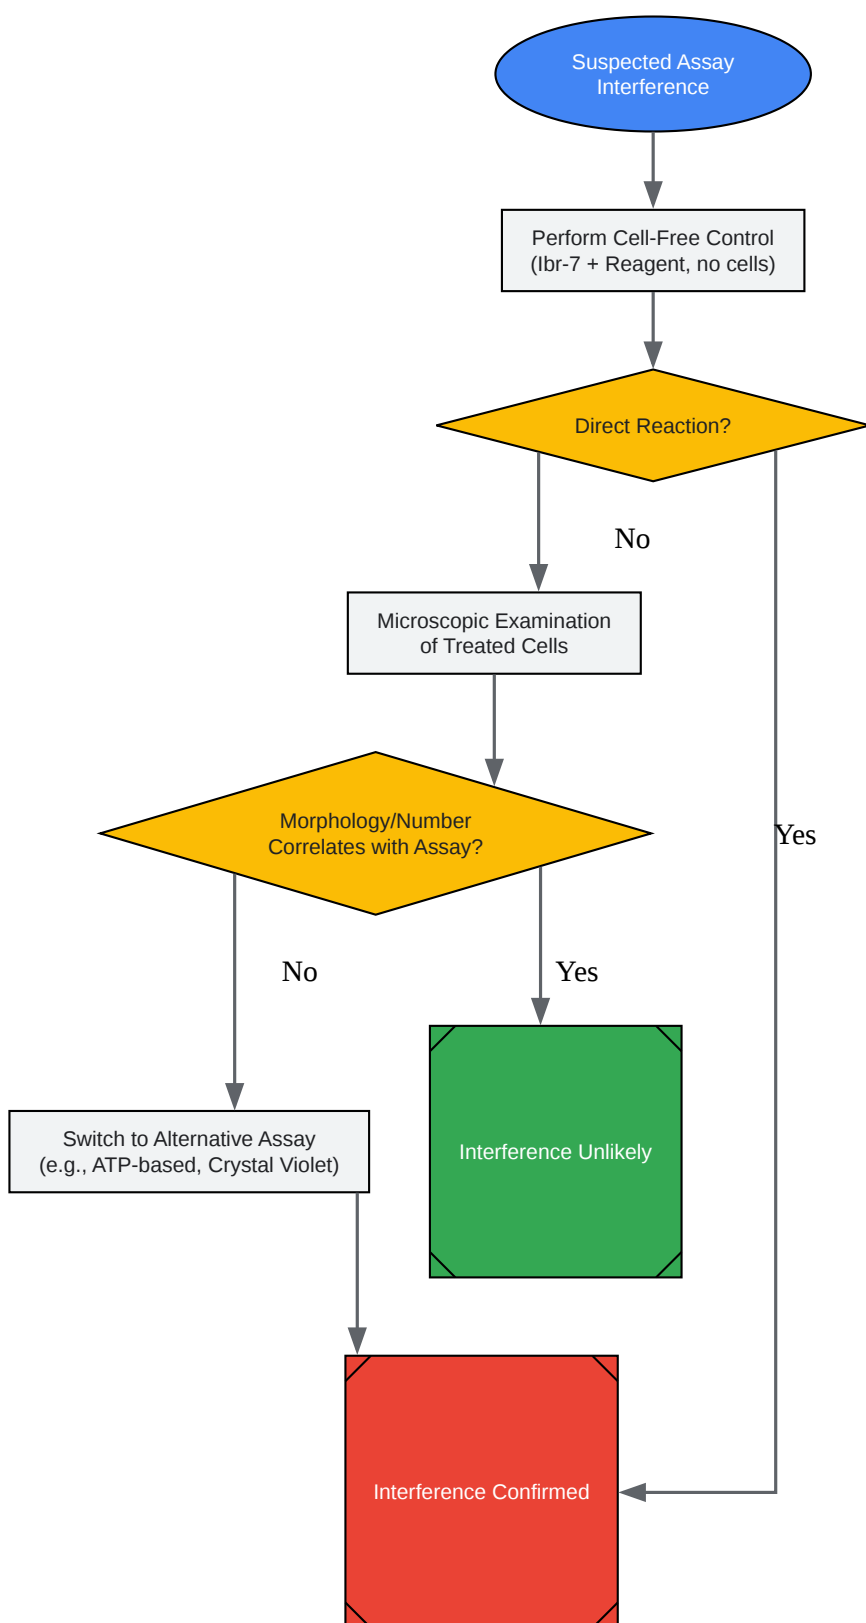 Suspected Assay
Interference
Perform Cell-Free Control
(Ibr-7 + Reagent, no cells)
Direct Reaction?
No
Microscopic Examination
of Treated Cells
Morphology/Number
Correlates with Assay?
Yes
No
Yes
Switch to Alternative Assay
(e.g., ATP-based, Crystal Violet)
Interference Unlikely
Interference Confirmed